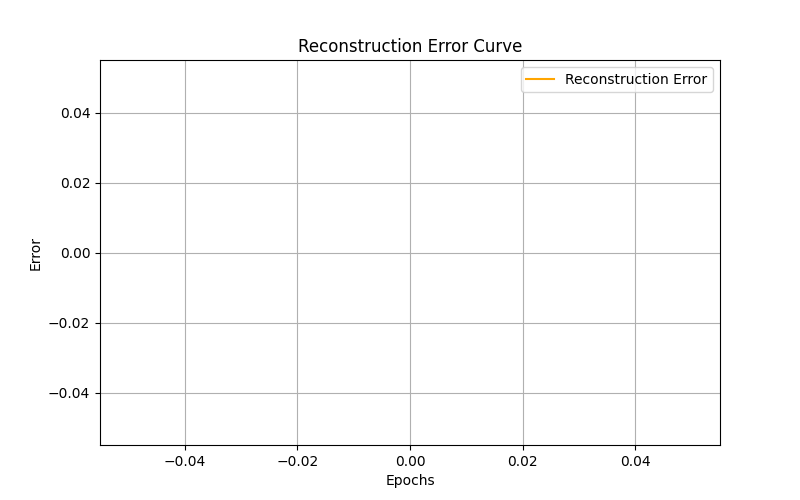 Reconstruction Error Curve
Reconstruction Error
0.04
0.02
0.00
−0.02
−0.04
Error
−0.04 −0.02 0.00 0.02 0.04
Epochs